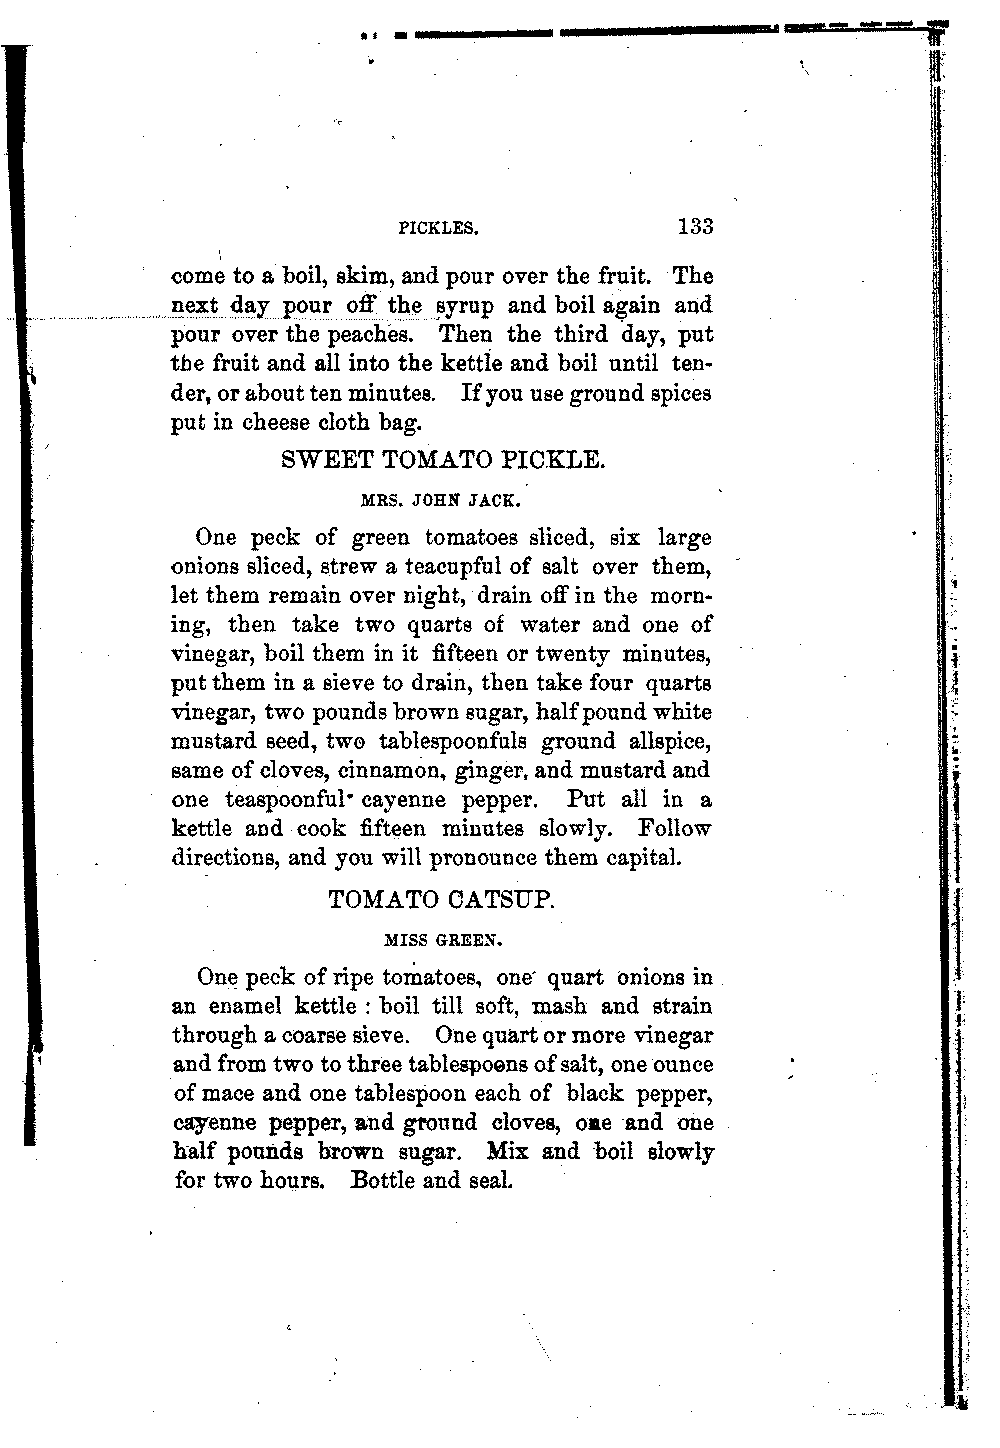 PICKLES. 133
come to a boil, skim, and pour over the fruit. The
next day pour off the syrup and boil again and
pour over the peaches. Then the third day, put
the fruit and all into the kettle and boil until ten-
der, or about ten minutes. If you use ground spices
put in cheese cloth bag.
SWEET TOMATO PICKLE.
MRS. JOHN JACK.
One peck of green tomatoes sliced, six large
onions sliced, strew a teacupful of salt over them,
let them remain over night, drain off in the morn-
ing, then take two quarts of water and one of
vinegar, boil them in it fifteen or twenty minutes,
put them in a sieve to drain, then take four quarts
vinegar, two pounds brown sugar, half pound white
mustard seed, two tablespoonfuls ground allspice,
same of cloves, cinnamon, ginger, and mustard and
one teaspoonful cayenne pepper. Put all in a
kettle and cook fifteen minutes slowly. Follow
directions, and you will pronounce them capital.
TOMATO CATSUP.
MISS GREEN.
One peck of ripe tomatoes, one quart onions in
an enamel kettle : boil till soft, mash and strain
through a coarse sieve. One quart or more vinegar
and from two to three tablespoons of salt, one ounce
of mace and one tablespoon each of black pepper,
cayenne pepper, and ground cloves, one and one
half pounds brown sugar. Mix and boil slowly
for two hours. Bottle and seal.